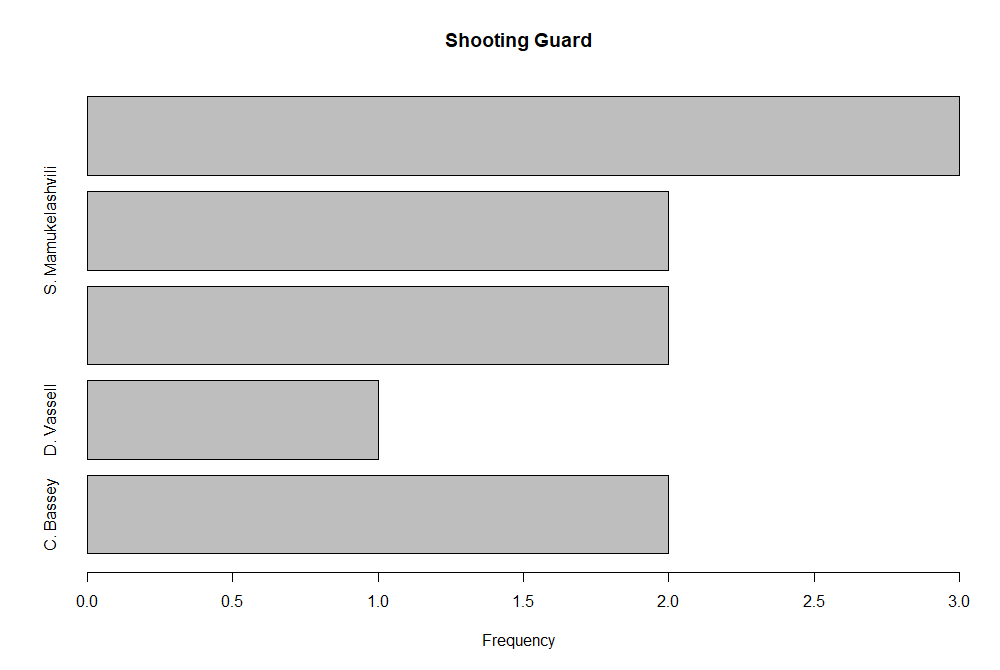 Shooting Guard
S. Mamukelashvili
D. Vassell
C. Bassey
0.0 0.5 1.0 1.5 2.0 2.5 3.0
Frequency